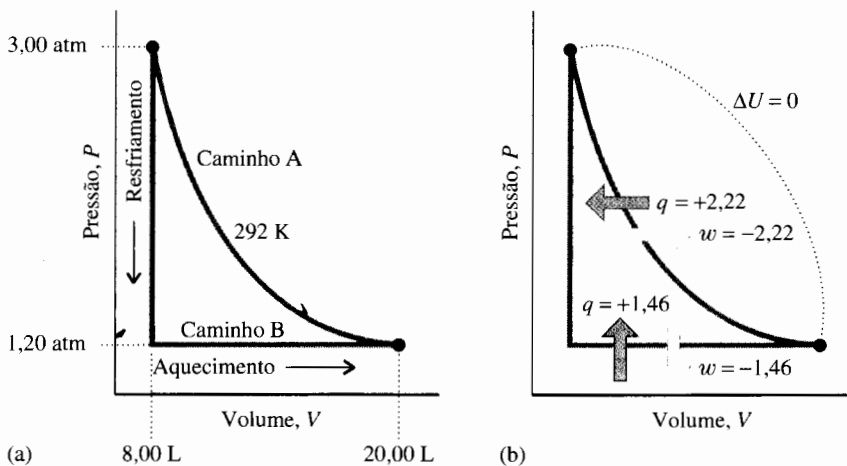 3,00 atm
Resfriamento
Caminho A
292 K
Pressão, P
1,20 atm
Caminho B
Aquecimento
Volume, V
(a)
8,00 L
20,00 L
ΔU = 0
Pressão, P
q = +2,22
w = −2,22
q = +1,46
w = −1,46
Volume, V
(b)